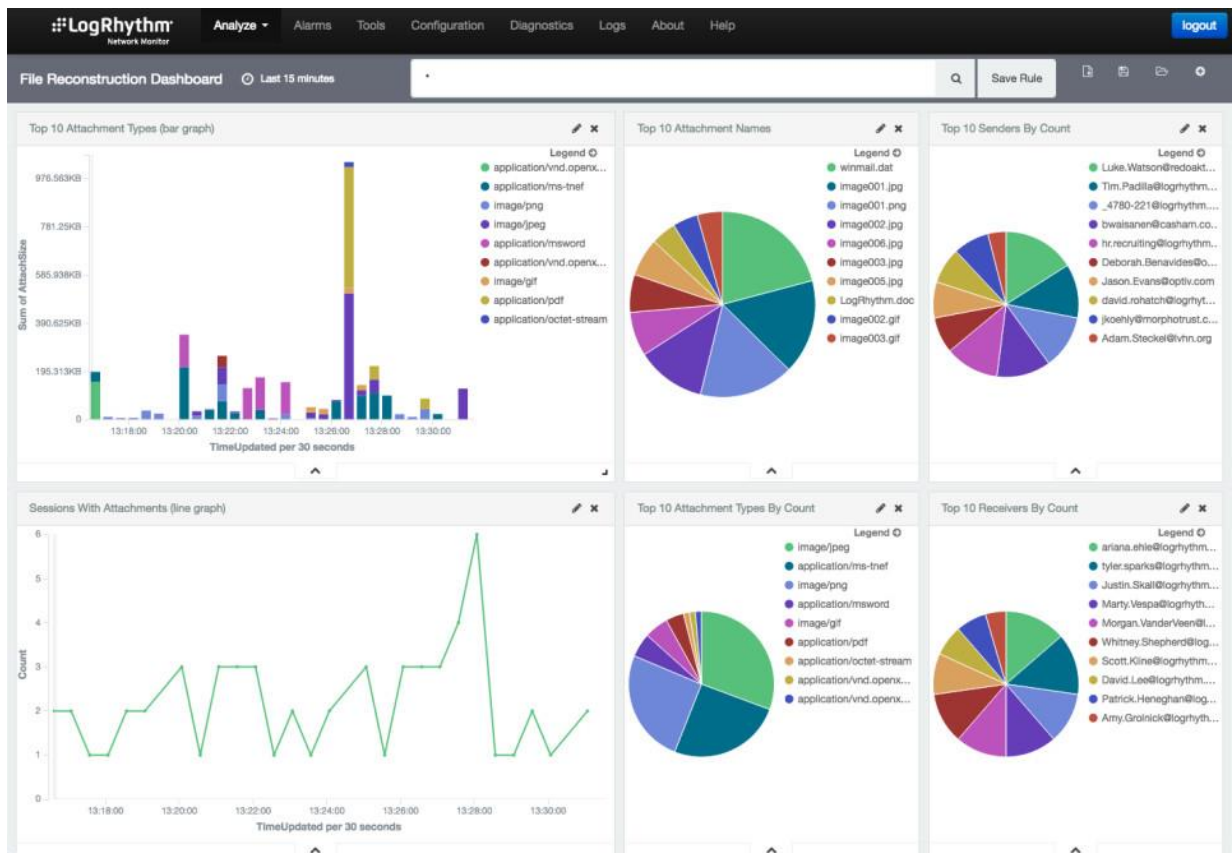 LogRhythm
Network Monitor
Analyze
Alarms
Tools
Configuration
Diagnostics
Logs
About
Help
logout
File Reconstruction Dashboard
Last 15 minutes
*
Save Rule
Top 10 Attachment Types (bar graph)
Legend
application/vnd.openx...
application/ms-tnef
image/png
image/jpeg
application/msword
application/vnd.openx...
image/gif
application/pdf
application/octet-stream
Sum of AttachSize
976.563KB
781.25KB
585.938KB
390.625KB
195.313KB
0
13:18:00
13:20:00
13:22:00
13:24:00
13:26:00
13:28:00
13:30:00
TimeUpdated per 30 seconds
Top 10 Attachment Names
Legend
winmail.dat
image001.jpg
image001.png
image002.jpg
image006.jpg
image003.jpg
image005.jpg
LogRhythm.doc
image002.gif
image003.gif
Top 10 Senders By Count
Legend
Luke.Watson@redoakt...
Tim.Padilla@logrhythm...
_4780-221@logrhythm....
bwaisanen@casham.co...
hr.recruiting@logrhythm...
Deborah.Benavides@o...
Jason.Evans@optiv.com
david.rohatch@logrhyt...
jkoehly@morphotrust.c...
Adam.Steckel@lvhn.org
Sessions With Attachments (line graph)
Count
6
5
4
3
2
1
0
13:18:00
13:20:00
13:22:00
13:24:00
13:26:00
13:28:00
13:30:00
TimeUpdated per 30 seconds
Top 10 Attachment Types By Count
Legend
image/jpeg
application/ms-tnef
image/png
application/msword
image/gif
application/pdf
application/octet-stream
application/vnd.openx...
application/vnd.openx...
Top 10 Receivers By Count
Legend
ariana.ehle@logrhythm...
tyler.sparks@logrhythm...
Justin.Skall@logrhythm...
Marty.Vespa@logrhyth...
Morgan.VanderVeen@l...
Whitney.Shepherd@log...
Scott.Kline@logrhythm...
David.Lee@logrhythm....
Patrick.Heneghan@log...
Amy.Grolnick@logrhyth...